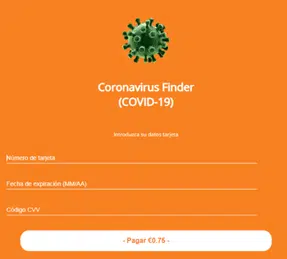 Coronavirus Finder
(COVID-19)
Introduzca su datos tarjeta
Número de tarjeta
Fecha de expiración (MM/AA)
Código CVV
- Pagar €0.75 -